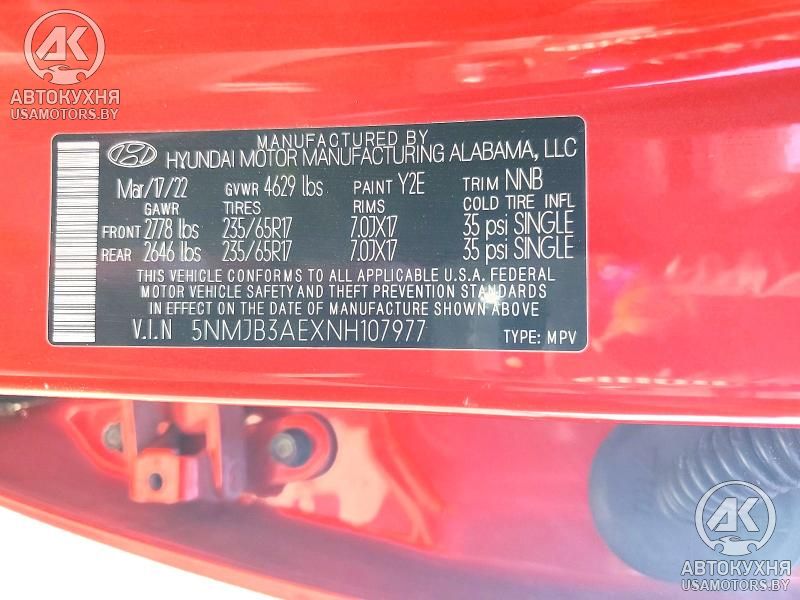 AK
АВТОКУХНЯ
USAMOTORS.BY
MANUFACTURED BY
HYUNDAI MOTOR MANUFACTURING ALABAMA, LLC
Mar/17/22 GVWR 4629 lbs PAINT Y2E TRIM NNB
GAWR TIRES RIMS COLD TIRE INFL
FRONT 2778 lbs 235/65R17 7.0JX17 35 psi SINGLE
REAR 2646 lbs 235/65R17 7.0JX17 35 psi SINGLE
THIS VEHICLE CONFORMS TO ALL APPLICABLE U.S.A. FEDERAL
MOTOR VEHICLE SAFETY AND THEFT PREVENTION STANDARDS
IN EFFECT ON THE DATE OF MANUFACTURE SHOWN ABOVE
V.I.N 5NMJB3AEXNH107977 TYPE: MPV
AK
АВТОКУХНЯ
USAMOTORS.BY